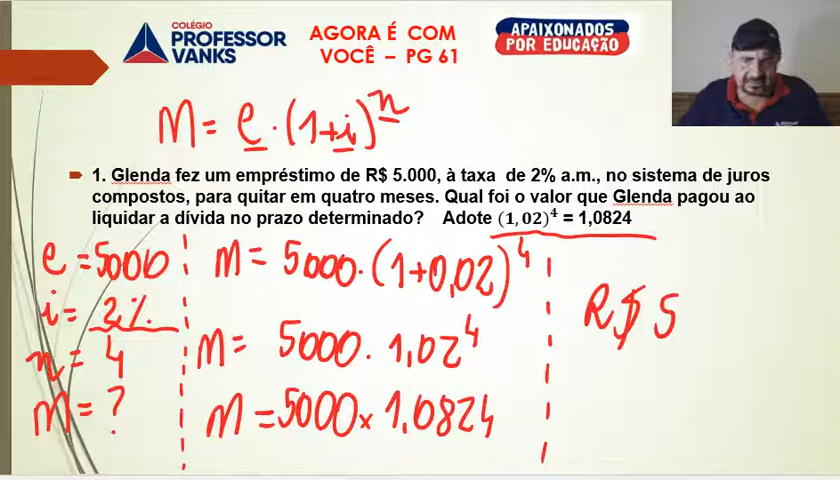 COLÉGIO
PROFESSOR
VANKS
AGORA É COM
VOCÊ – PG 61
APAIXONADOS
POR EDUCAÇÃO
M = C · (1+i)^n
1. Glenda fez um empréstimo de R$ 5.000, à taxa de 2% a.m., no sistema de juros
compostos, para quitar em quatro meses. Qual foi o valor que Glenda pagou ao
liquidar a dívida no prazo determinado? Adote (1,02)⁴ = 1,0824
C = 5000
i = 2%
n = 4
M = ?
M = 5000 · (1+0,02)^4
M = 5000 · 1,02^4
M = 5000 x 1,0824
R$ 5